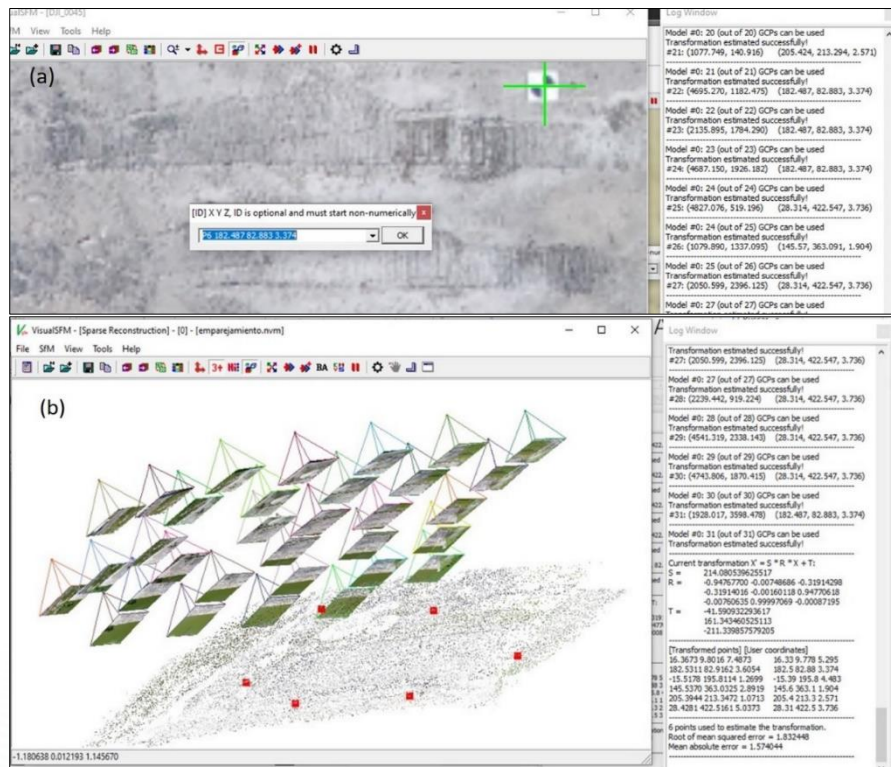 ualSFM - [DJI_0045]
fM View Tools Help
(a)
[ID] X Y Z, ID is optional and must start non-numerically
P6 182.487 82.883 3.374
OK
Log Window
Model #0: 20 (out of 20) GCPs can be used
Transformation estimated successfully!
#21: (1077.749, 140.916) (205.424, 213.294, 2.571)
Model #0: 21 (out of 21) GCPs can be used
Transformation estimated successfully!
#22: (4695.270, 1182.475) (182.487, 82.883, 3.374)
Model #0: 22 (out of 22) GCPs can be used
Transformation estimated successfully!
#23: (2135.895, 1784.290) (182.487, 82.883, 3.374)
Model #0: 23 (out of 23) GCPs can be used
Transformation estimated successfully!
#24: (4687.150, 1926.182) (182.487, 82.883, 3.374)
Model #0: 24 (out of 24) GCPs can be used
Transformation estimated successfully!
#25: (4827.076, 519.196) (28.314, 422.547, 3.736)
Model #0: 24 (out of 25) GCPs can be used
Transformation estimated successfully!
#26: (1079.890, 1337.095) (145.57, 363.091, 1.904)
Model #0: 25 (out of 26) GCPs can be used
Transformation estimated successfully!
#27: (2050.599, 2396.125) (28.314, 422.547, 3.736)
Model #0: 27 (out of 27) GCPs can be used
VisualSFM - [Sparse Reconstruction] - [0] - [emparejamiento.nvm]
File SfM View Tools Help
3+ BA
(b)
-1.180638 0.012193 1.145670
Log Window
Transformation estimated successfully!
#27: (2050.599, 2396.125) (28.314, 422.547, 3.736)
Model #0: 27 (out of 27) GCPs can be used
Transformation estimated successfully!
#28: (2239.442, 919.224) (28.314, 422.547, 3.736)
Model #0: 28 (out of 28) GCPs can be used
Transformation estimated successfully!
#29: (4541.319, 2338.143) (28.314, 422.547, 3.736)
Model #0: 29 (out of 29) GCPs can be used
Transformation estimated successfully!
#30: (4743.806, 1870.415) (28.314, 422.547, 3.736)
Model #0: 30 (out of 30) GCPs can be used
Transformation estimated successfully!
#31: (1928.017, 3598.478) (182.487, 82.883, 3.374)
Model #0: 31 (out of 31) GCPs can be used
Transformation estimated successfully!
Current transformation X' = S * R * X + T:
S = 214.080539625517
R = -0.94767700 -0.00748686 -0.31914298
-0.31914016 -0.00160118 0.94770618
-0.00760635 0.99997069 -0.00087195
T = -41.590932293617
161.343460525113
-211.339857579205
[Transformed points] [User coordinates]
16.3673 9.8016 7.4873 16.33 9.778 5.295
182.5311 82.9162 3.6054 182.5 82.88 3.374
-15.5178 195.8114 1.2699 -15.39 195.8 4.483
145.5370 363.0325 2.8919 145.6 363.1 1.904
205.3944 213.3472 1.0713 205.4 213.3 2.571
28.4281 422.5161 5.0373 28.31 422.5 3.736
6 points used to estimate the transformation.
Root of mean squared error = 1.832448
Mean absolute error = 1.574044